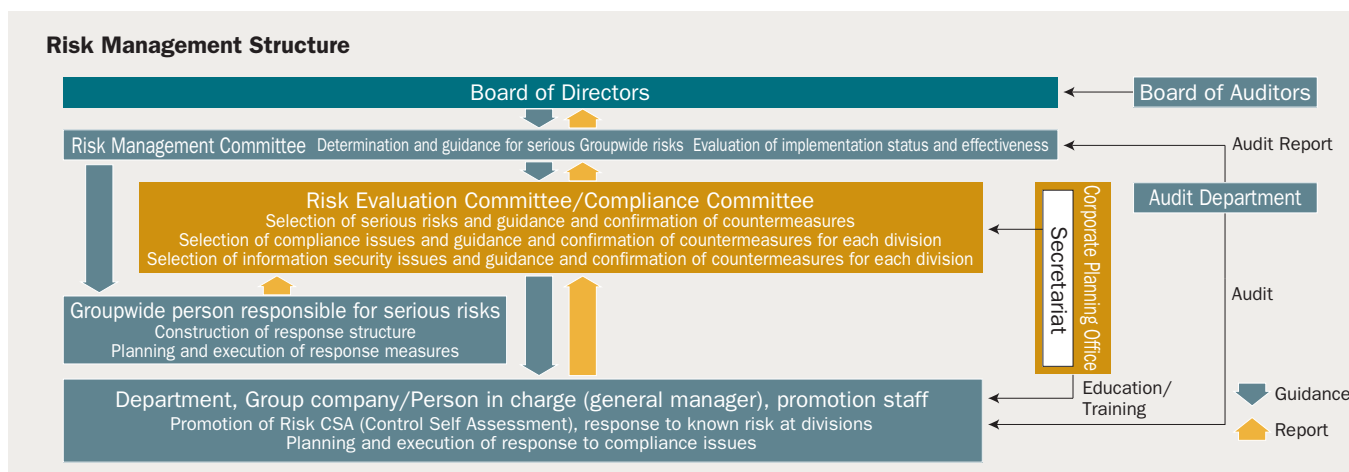 Risk Management Structure
Board of Directors
Board of Auditors
Risk Management Committee Determination and guidance for serious Groupwide risks Evaluation of implementation status and effectiveness
Audit Report
Risk Evaluation Committee/Compliance Committee
Selection of serious risks and guidance and confirmation of countermeasures
Selection of compliance issues and guidance and confirmation of countermeasures for each division
Selection of information security issues and guidance and confirmation of countermeasures for each division
Secretariat
Corporate Planning Office
Audit Department
Audit
Groupwide person responsible for serious risks
Construction of response structure
Planning and execution of response measures
Department, Group company/Person in charge (general manager), promotion staff
Promotion of Risk CSA (Control Self Assessment), response to known risk at divisions
Planning and execution of response to compliance issues
Education/
Training
Guidance
Report